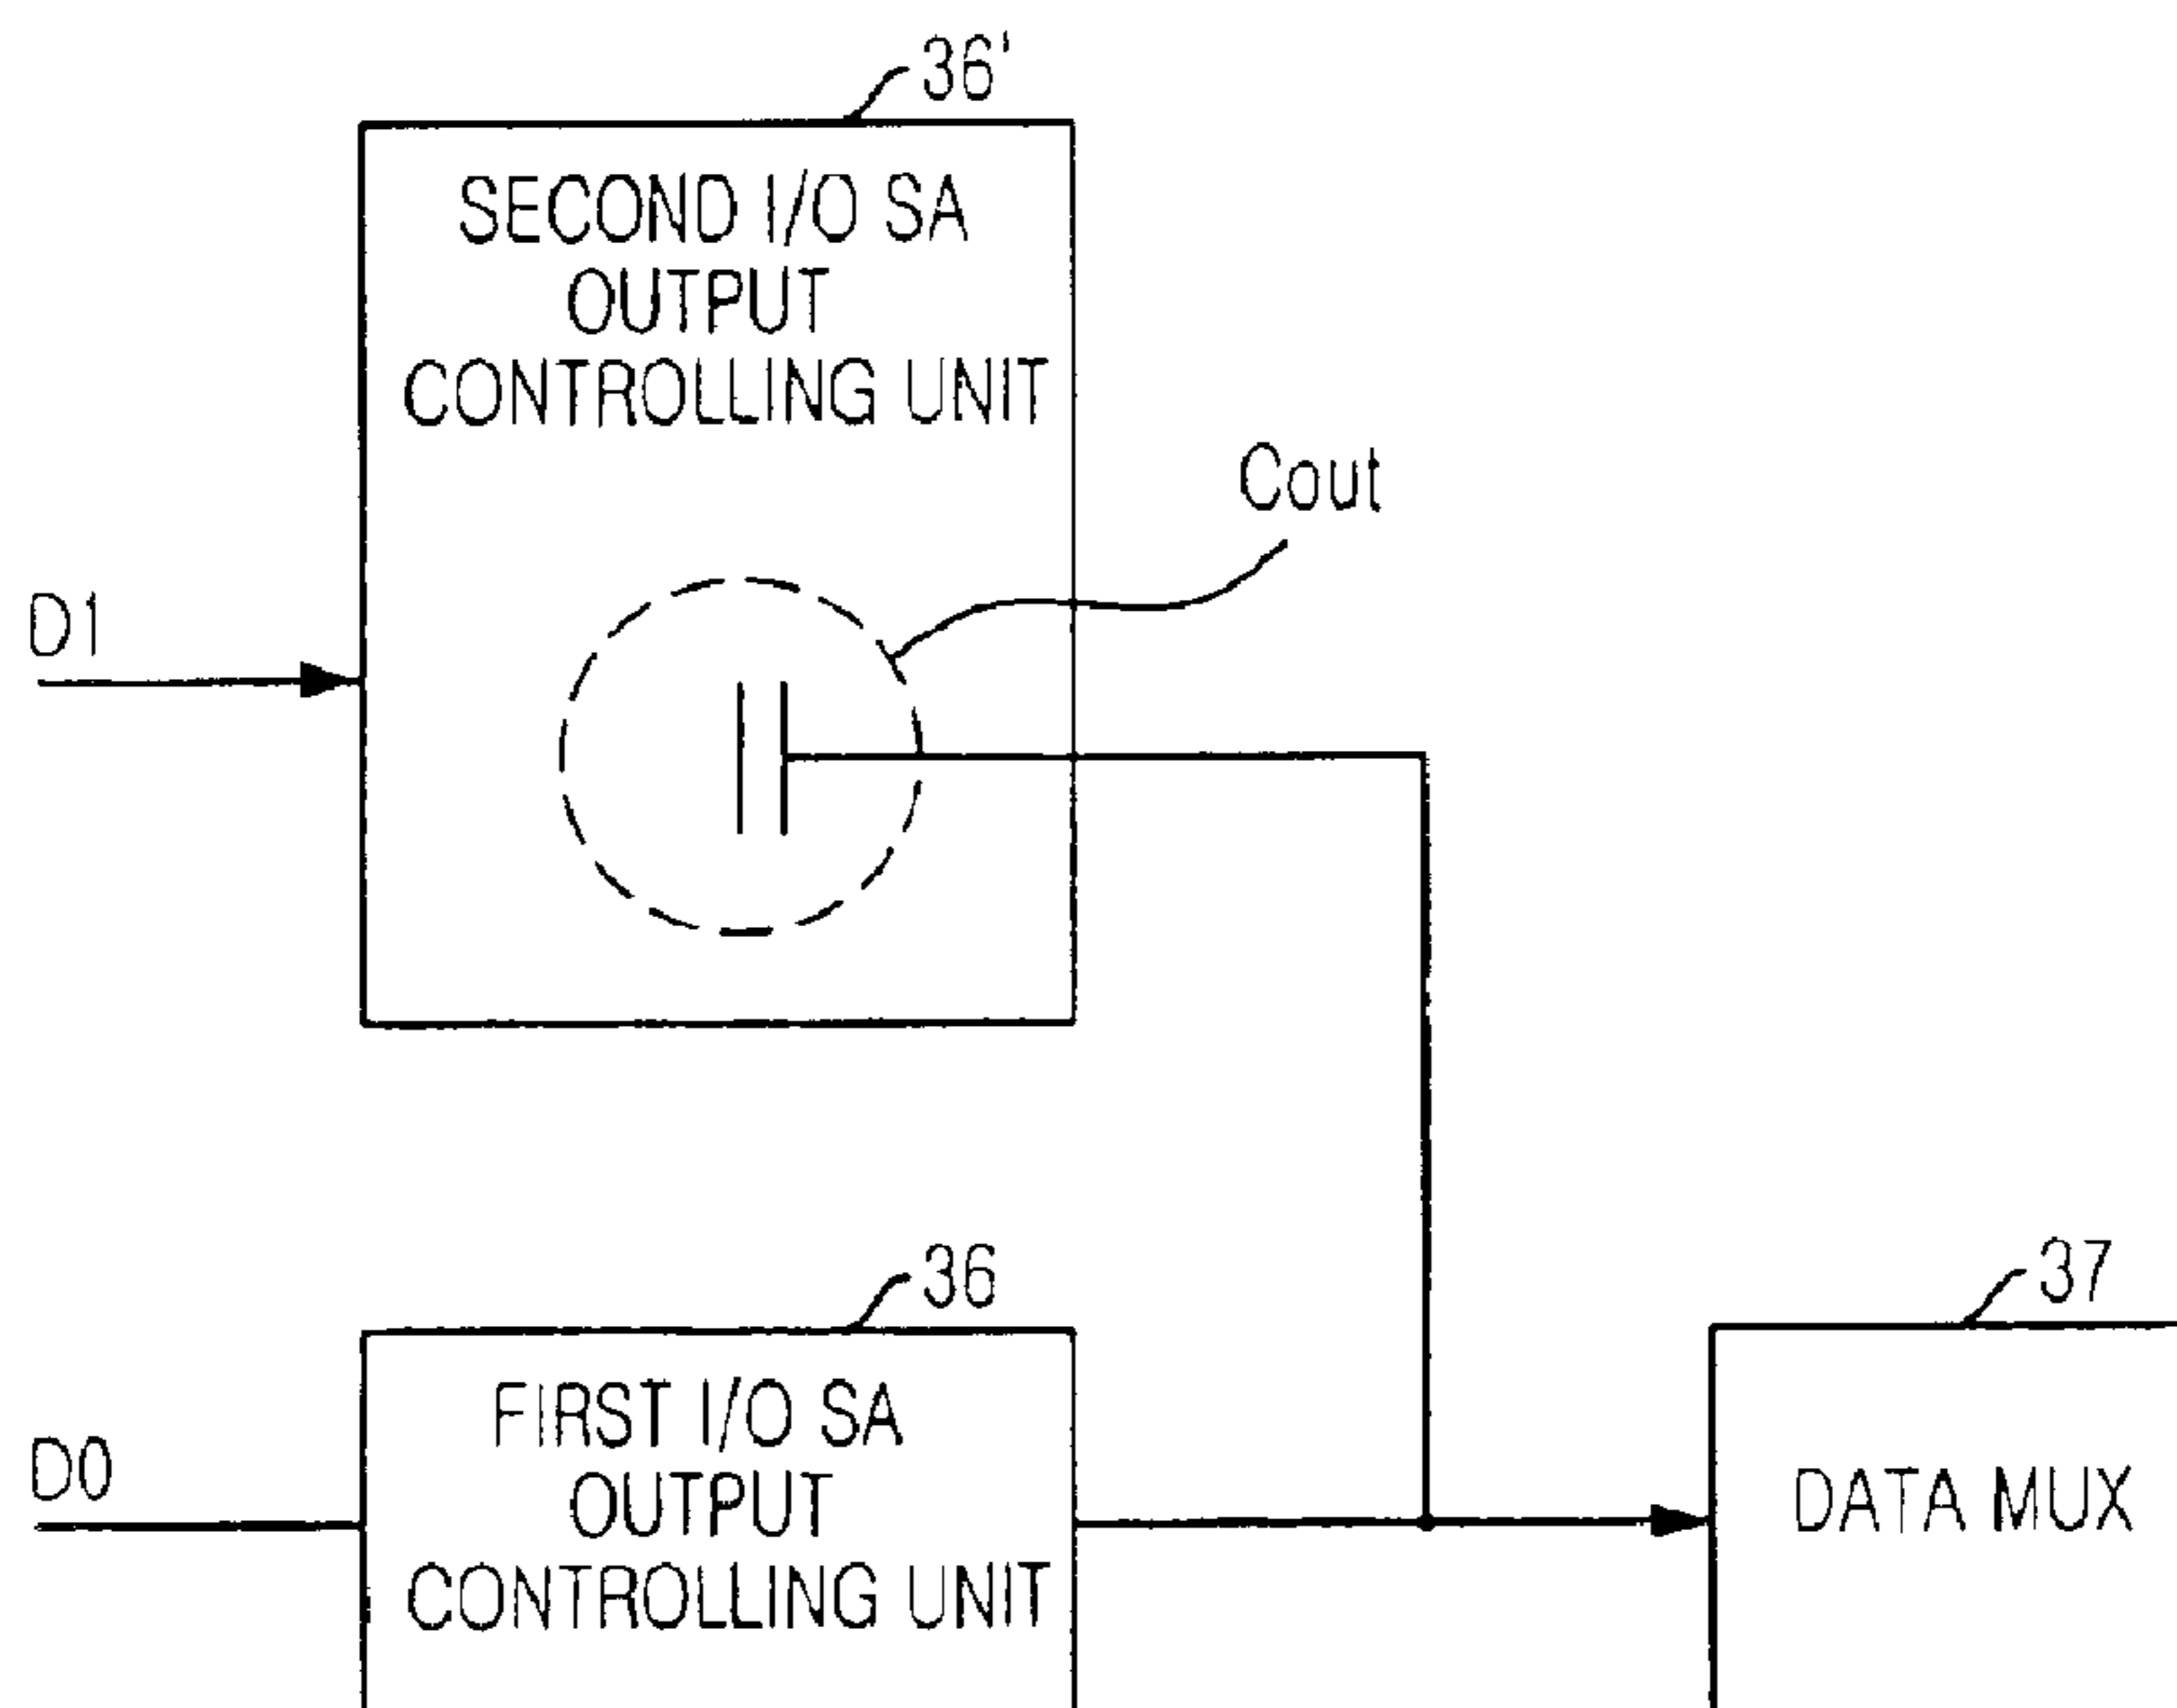 36'
SECOND I/O SA
OUTPUT
CONTROLLING UNIT
Cout
D1
36
37
FIRST I/O SA
OUTPUT
CONTROLLING UNIT
D0
DATA MUX